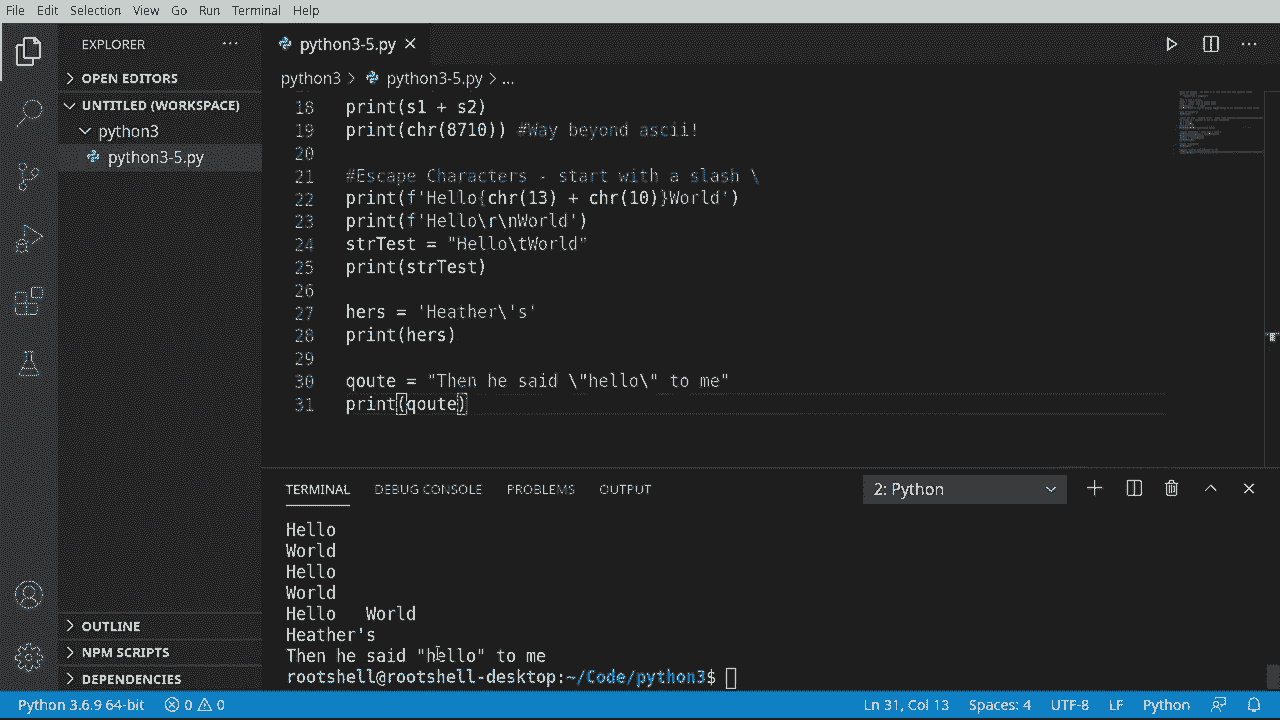 File Edit Selection View Go Run Terminal Help
EXPLORER
OPEN EDITORS
UNTITLED (WORKSPACE)
python3
python3-5.py
OUTLINE
NPM SCRIPTS
DEPENDENCIES
python3-5.py
python3 > python3-5.py > ...
18 print(s1 + s2)
19 print(chr(8710)) #Way beyond ascii!
20
21 #Escape Characters - start with a slash \
22 print(f'Hello{chr(13) + chr(10)}World')
23 print(f'Hello\r\nWorld')
24 strTest = "Hello\tWorld"
25 print(strTest)
26
27 hers = 'Heather\'s'
28 print(hers)
29
30 qoute = "Then he said \"hello\" to me"
31 print(qoute)
TERMINAL DEBUG CONSOLE PROBLEMS OUTPUT 2: Python
Hello
World
Hello
World
Hello   World
Heather's
Then he said "hello" to me
rootshell@rootshell-desktop:~/Code/python3$
Python 3.6.9 64-bit 0 0 Ln 31, Col 13 Spaces: 4 UTF-8 LF Python